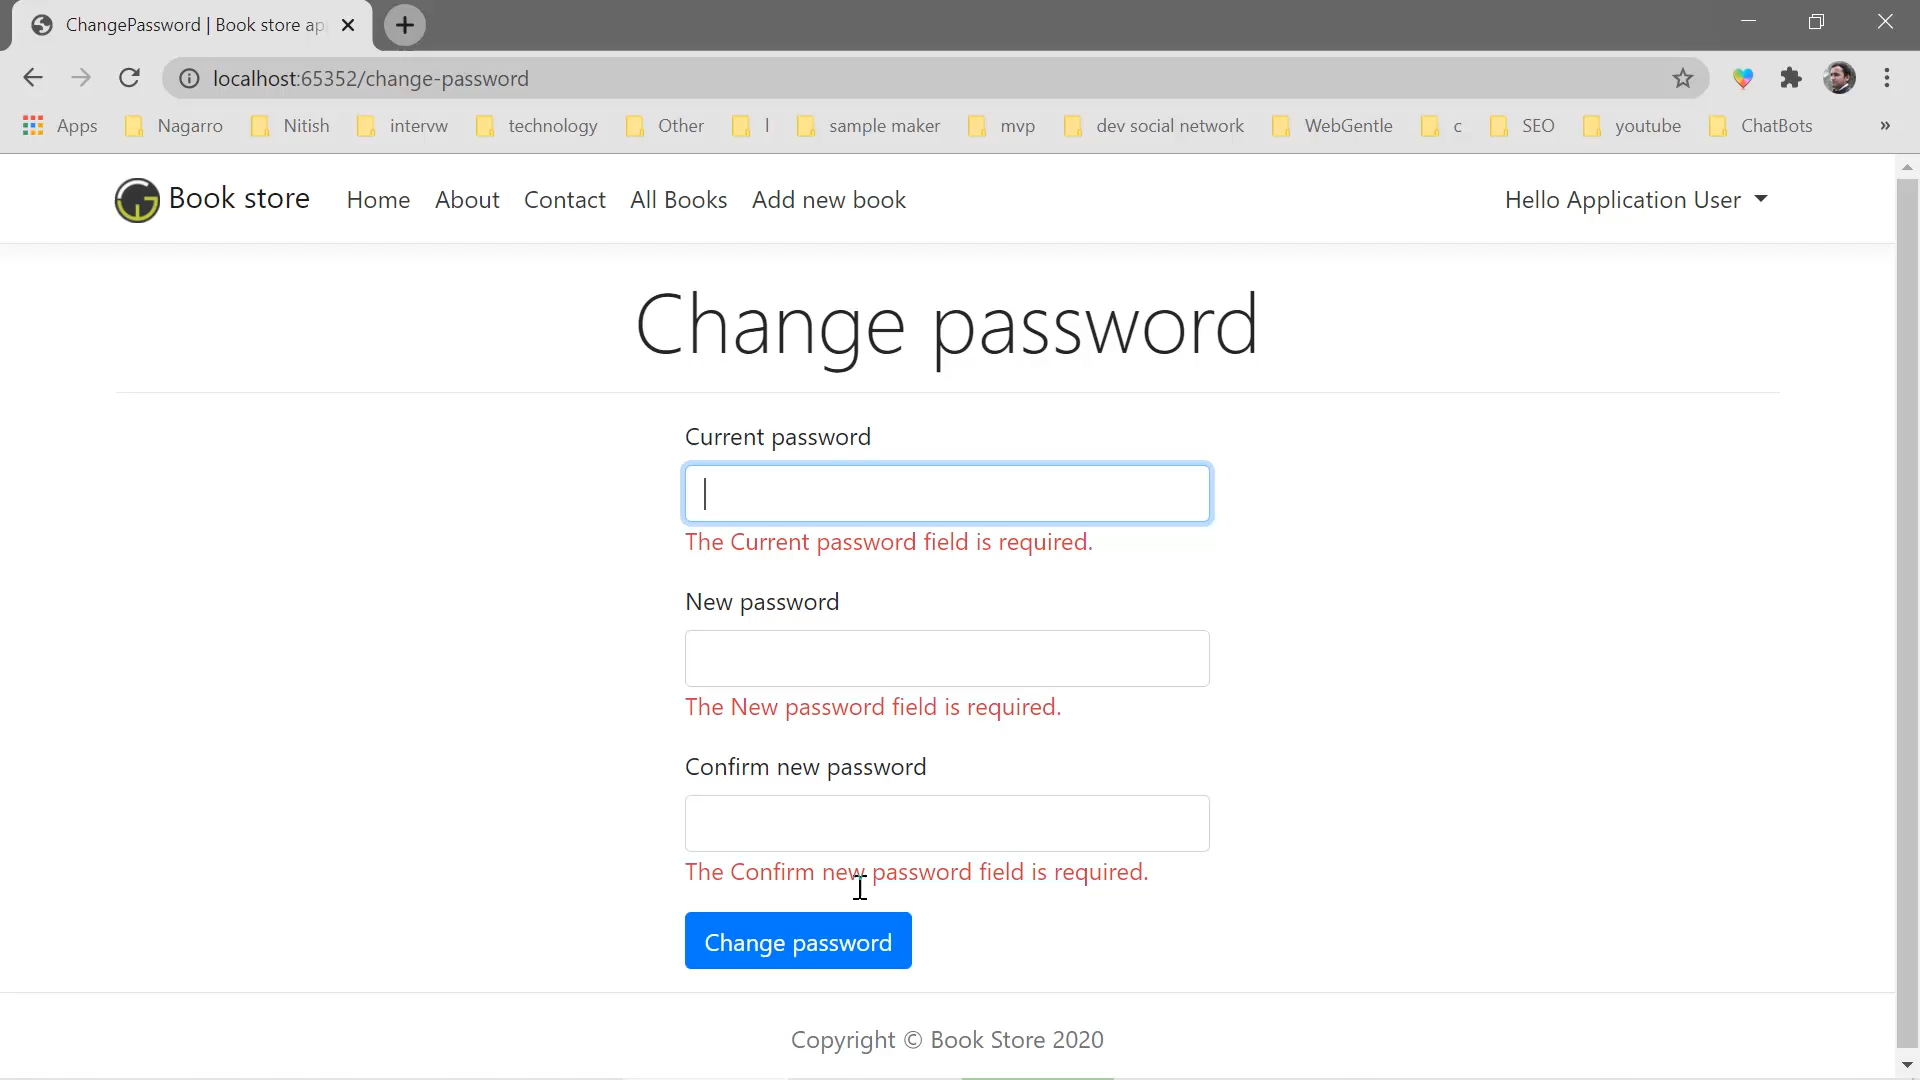 ChangePassword | Book store ap
localhost:65352/change-password
Apps Nagarro Nitish intervw technology Other l sample maker mvp dev social network WebGentle c SEO youtube ChatBots »
Book store Home About Contact All Books Add new book Hello Application User
Change password
Current password
The Current password field is required.
New password
The New password field is required.
Confirm new password
The Confirm new password field is required.
Change password
Copyright © Book Store 2020